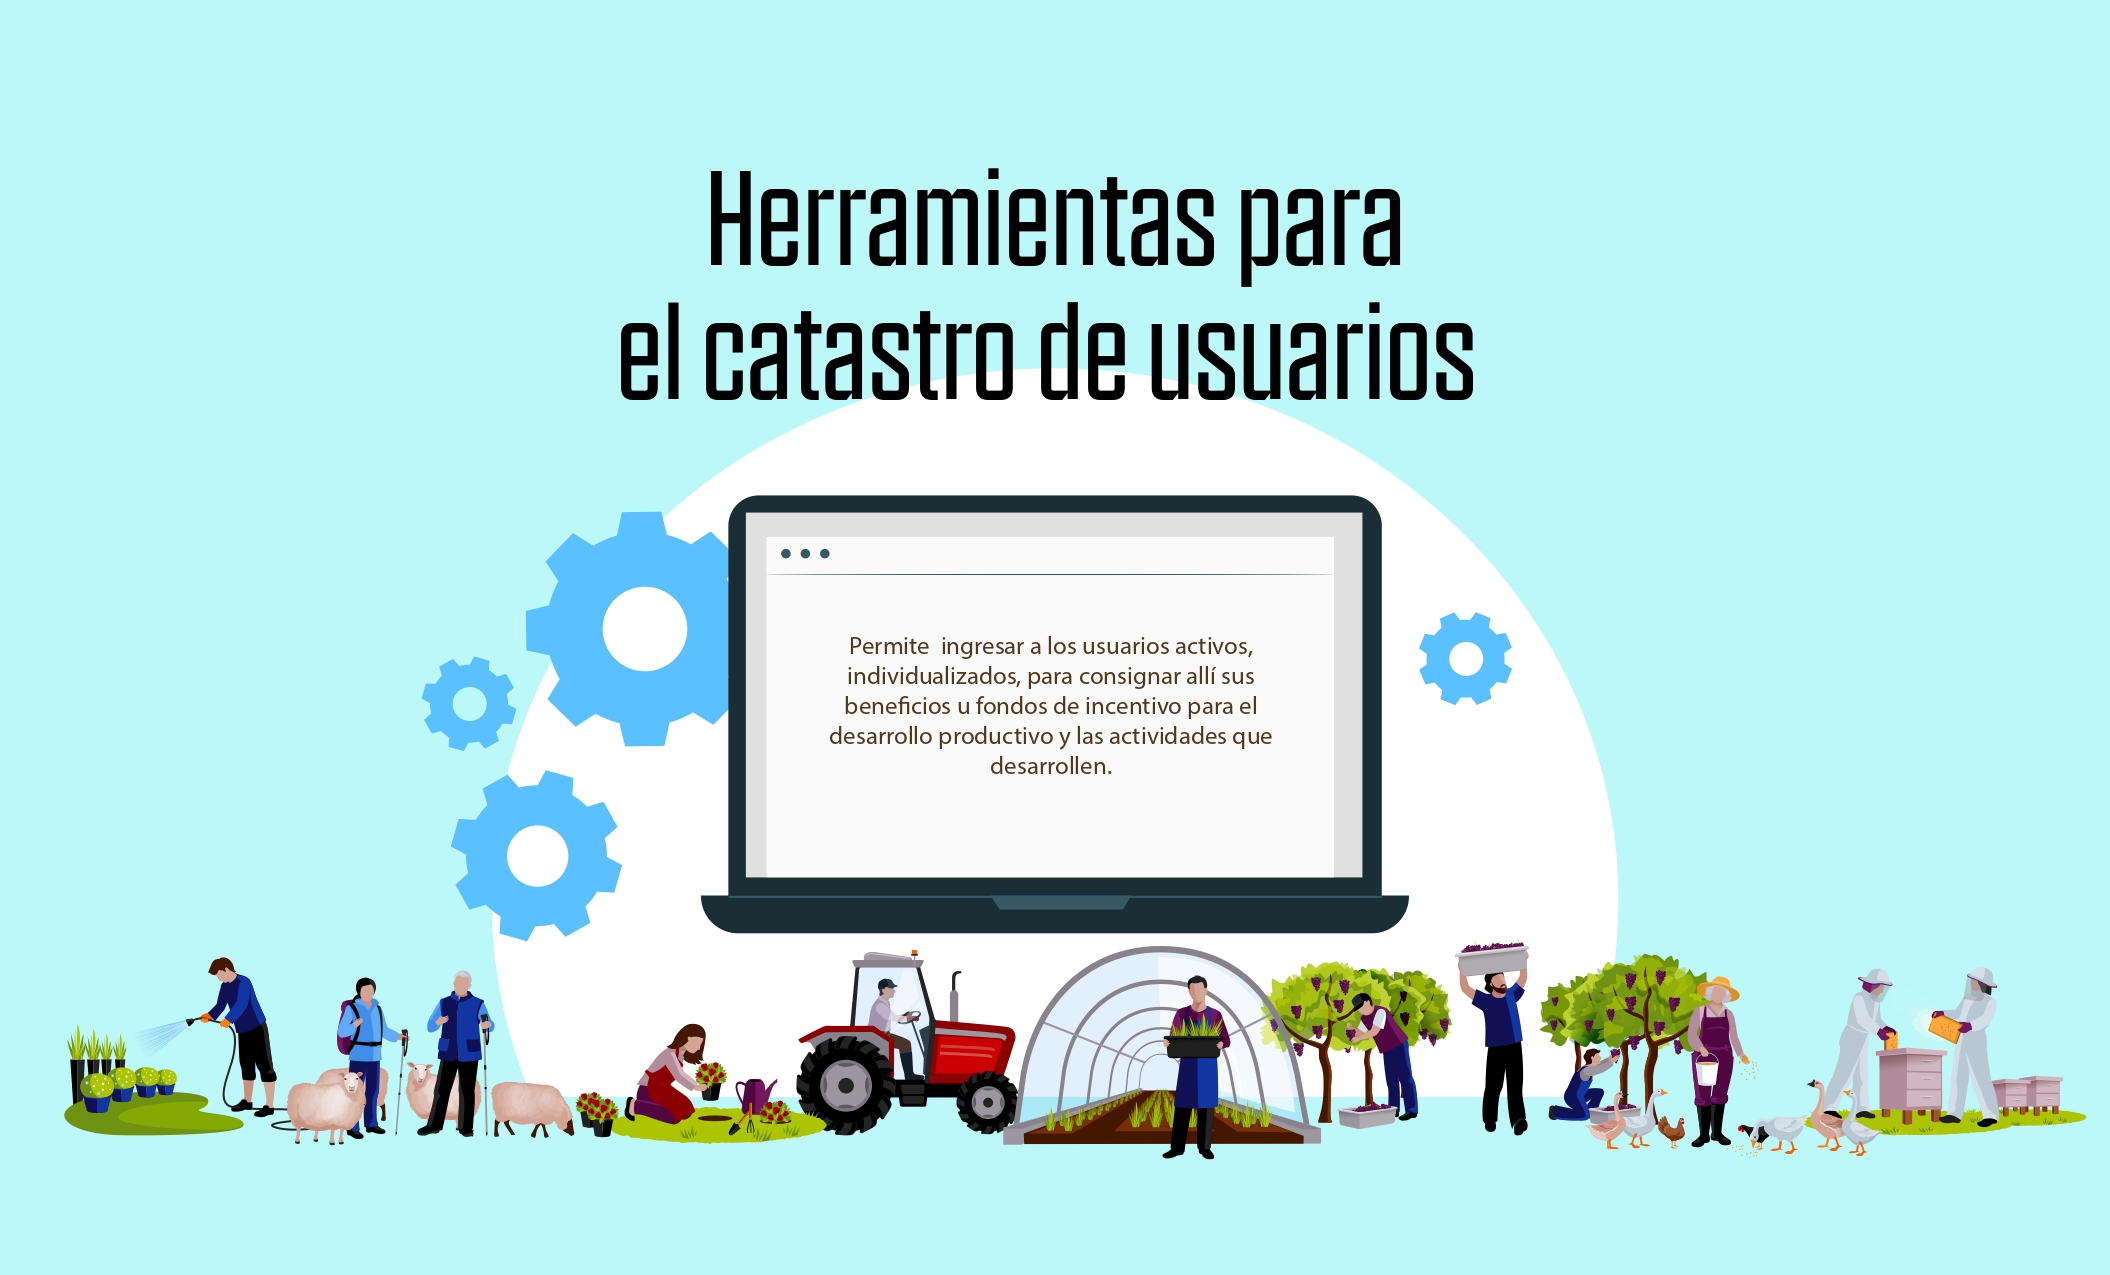 Herramientas para
el catastro de usuarios
Permite  ingresar a los usuarios activos,
individualizados, para consignar allí sus
beneficios u fondos de incentivo para el
desarrollo productivo y las actividades que
desarrollen.